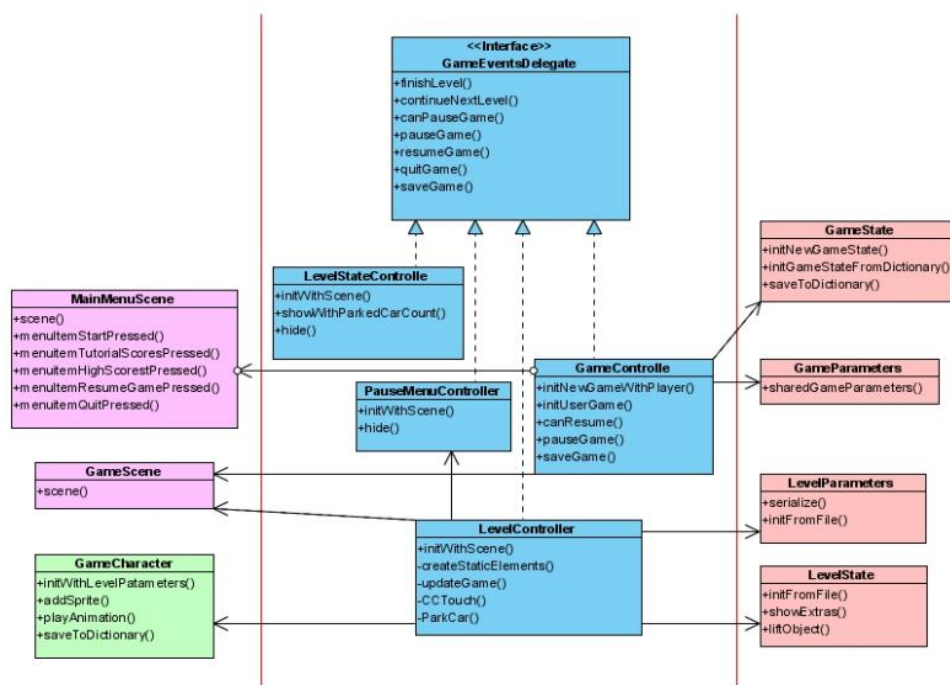 <<Interface>>
GameEventsDelegate
+finishLevel()
+continueNextLevel()
+canPauseGame()
+pauseGame()
+resumeGame()
+quitGame()
+saveGame()
GameState
+initNewGameState()
+initGameStateFromDictionary()
+saveToDictionary()
LevelStateControlle
+initWithScene()
+showWithParkedCarCount()
+hide()
MainMenuScene
+scene()
+menuItemStartPressed()
+menuitemTutorialScoresPressed()
+menuitemHighScorestPressed()
+menuItemResumeGamePressed()
+menuitemQuitPressed()
GameControlle
+initNewGameWithPlayer()
+initUserGame()
+canResume()
+pauseGame()
+saveGame()
GameParameters
+sharedGameParameters()
PauseMenuController
+initWithScene()
+hide()
GameScene
+scene()
LevelParameters
+serialize()
+initFromFile()
LevelController
+initWithScene()
-createStaticElements()
-updateGame()
-CCTouch()
-ParkCar()
GameCharacter
+initWithLevelPatameters()
+addSprite()
+playAnimation()
+saveToDictionary()
LevelState
+initFromFile()
+showExtras()
+liftObject()